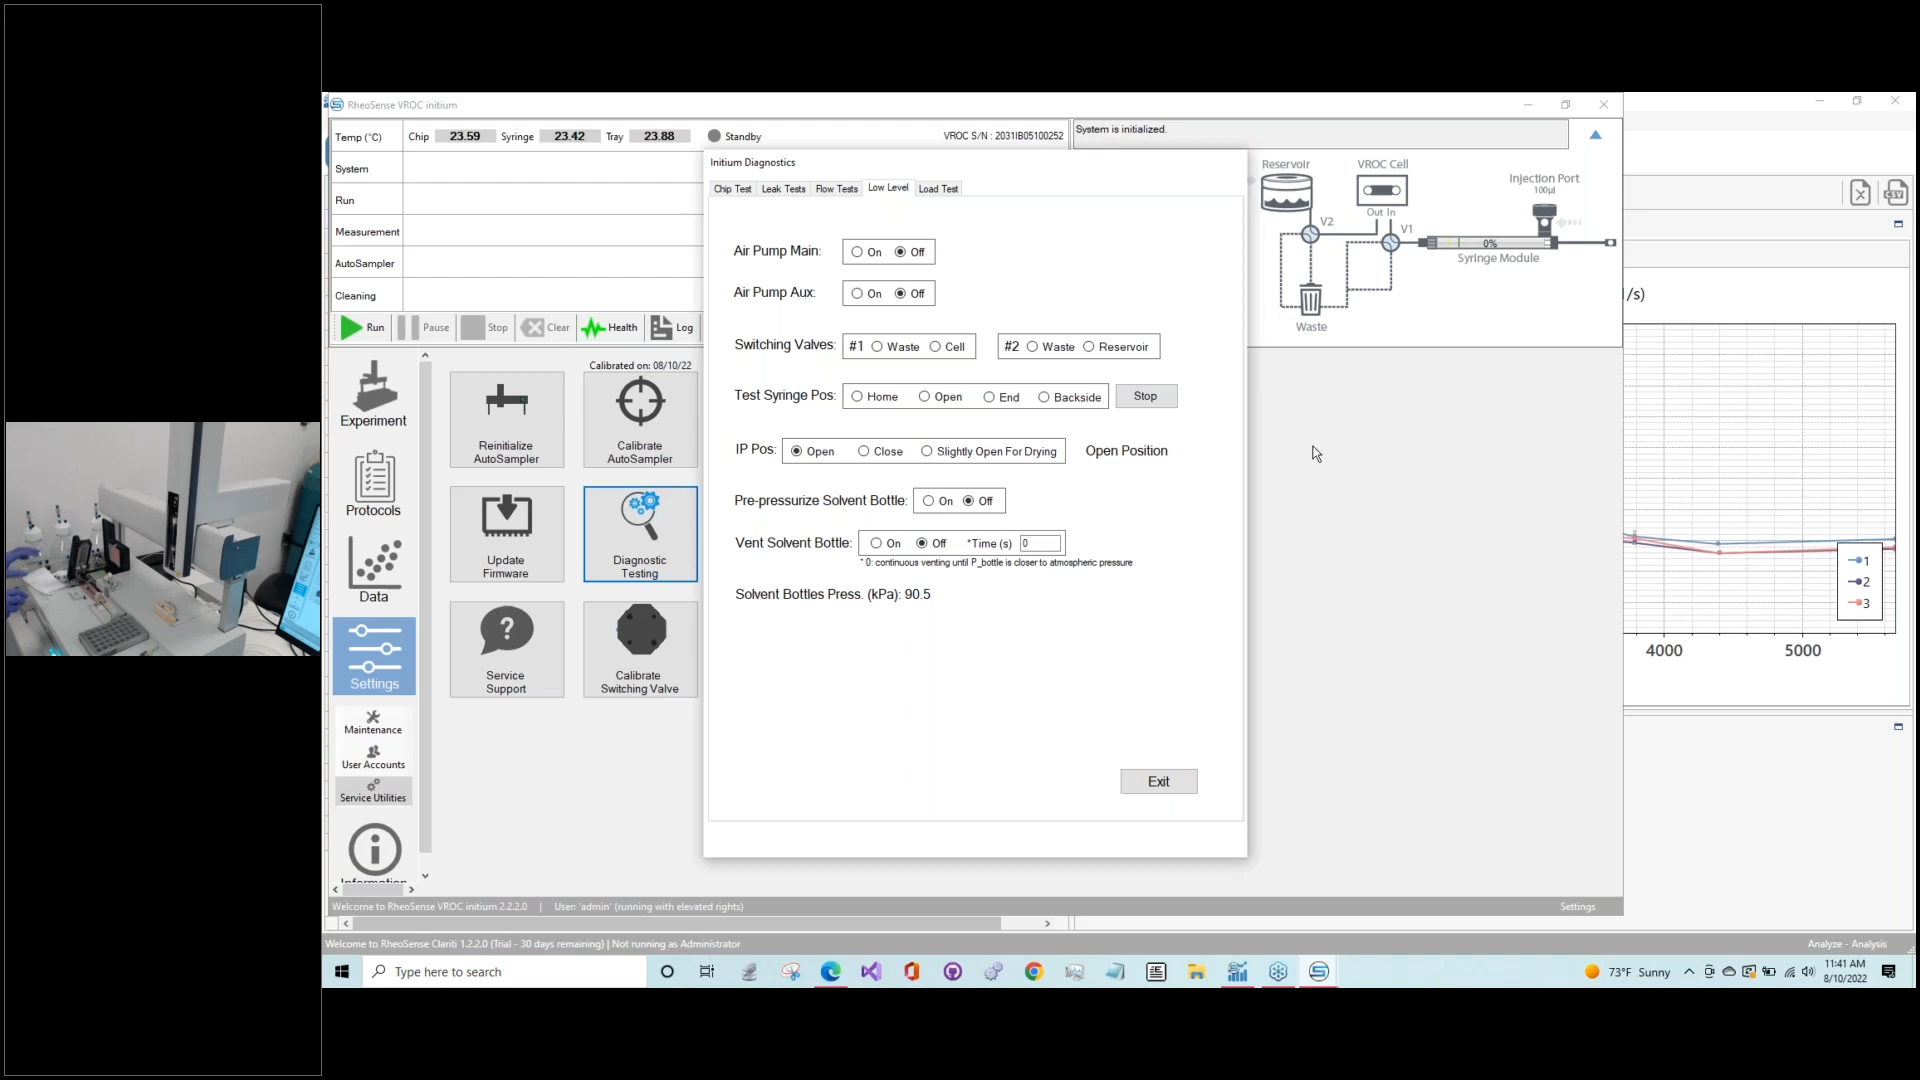 RheoSense VROC initium
Temp (°C) Chip 23.59 Syringe 23.42 Tray 23.88 Standby VROC S/N : 2031IB05100252
System is initialized.
System
Run
Measurement
AutoSampler
Cleaning
Run Pause Stop Clear Health Log
Experiment
Protocols
Data
Settings
Maintenance
User Accounts
Service Utilities
Information
Calibrated on: 08/10/22
Reinitialize
AutoSampler
Calibrate
AutoSampler
Update
Firmware
Diagnostic
Testing
?
Service
Support
Calibrate
Switching Valve
Initium Diagnostics
Chip Test Leak Tests Flow Tests Low Level Load Test
Air Pump Main: On Off
Air Pump Aux: On Off
Switching Valves: #1 Waste Cell #2 Waste Reservoir
Test Syringe Pos: Home Open End Backside Stop
IP Pos: Open Close Slightly Open For Drying Open Position
Pre-pressurize Solvent Bottle: On Off
Vent Solvent Bottle: On Off *Time (s) 0
* 0: continuous venting until P_bottle is closer to atmospheric pressure
Solvent Bottles Press. (kPa): 90.5
Exit
Reservoir VROC Cell
Injection Port
100µl
Out In
V2 V1
0%
Syringe Module
Waste
CSV
/s)
1
2
3
4000 5000
Welcome to RheoSense VROC initium 2.2.2.0 | User: 'admin' (running with elevated rights) Settings
Welcome to RheoSense Clariti 1.2.2.0 (Trial - 30 days remaining) | Not running as Administrator Analyze - Analysis
Type here to search
73°F Sunny
11:41 AM
8/10/2022